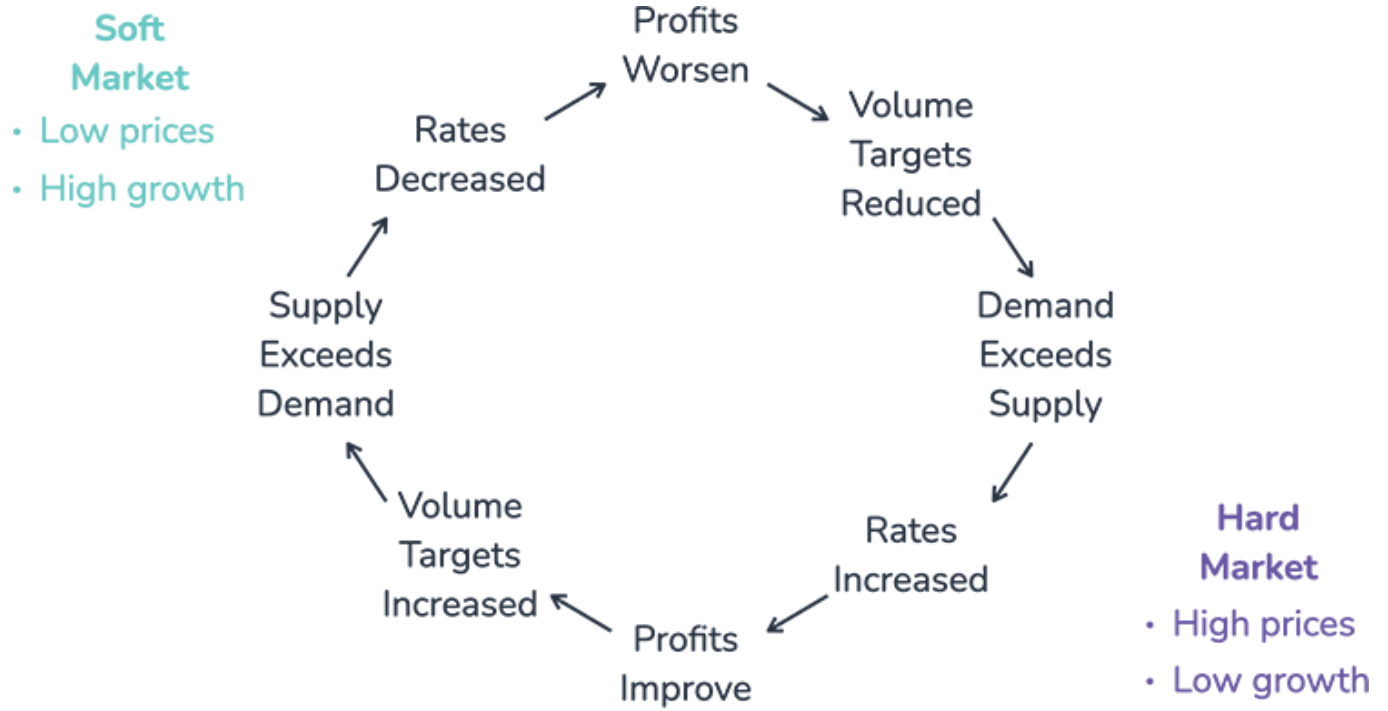 Soft
Market
• Low prices
• High growth
Profits
Worsen
Volume
Targets
Reduced
Demand
Exceeds
Supply
Rates
Increased
Profits
Improve
Volume
Targets
Increased
Supply
Exceeds
Demand
Rates
Decreased
Hard
Market
• High prices
• Low growth